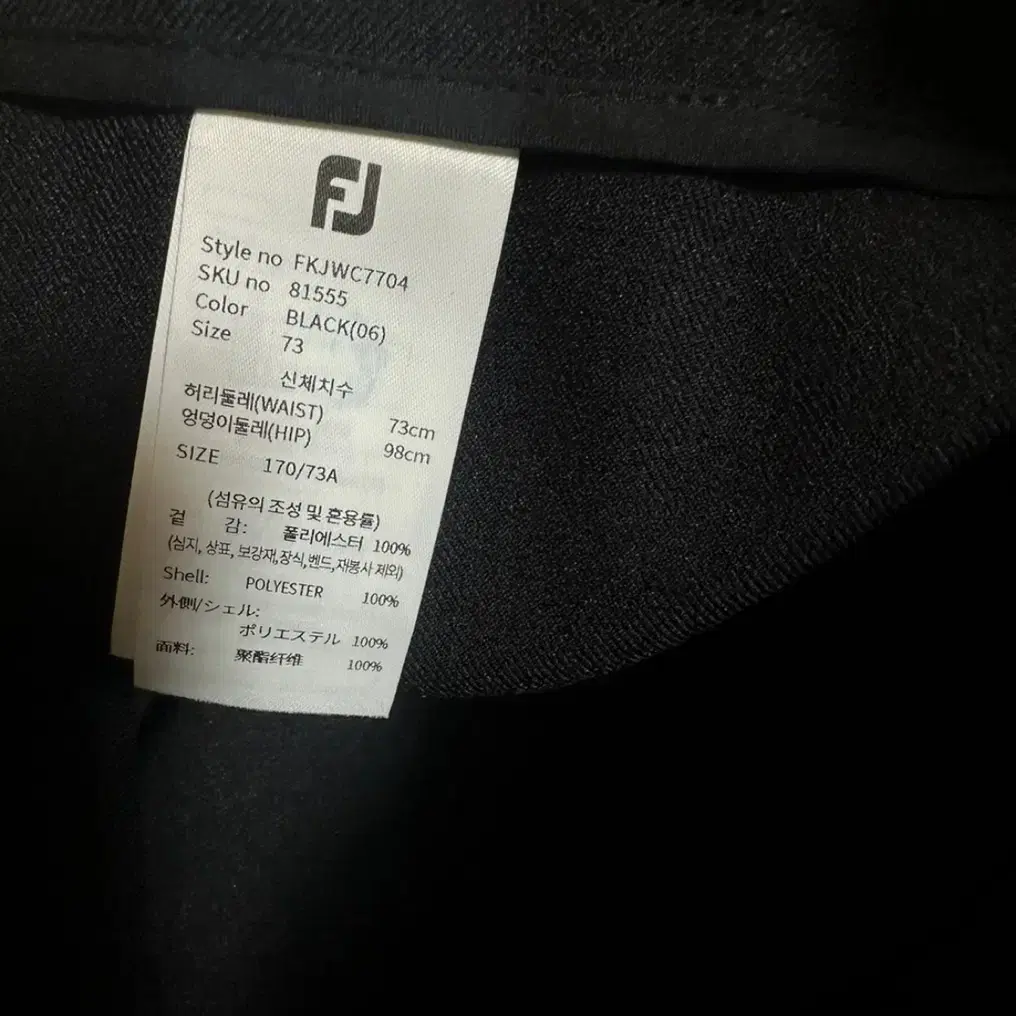 FJ
Style no FKJWC7704
SKU no 81555
Color BLACK(06)
Size 73
신체치수
허리둘레(WAIST) 73cm
엉덩이둘레(HIP) 98cm
SIZE 170/73A
(섬유의 조성 및 혼용률)
겉 감: 폴리에스터 100%
(심지, 상표, 보강재,장식,벤드,재봉사 제외)
Shell: POLYESTER 100%
外側/シェル:
ポリエステル 100%
面料: 聚酯纤维 100%